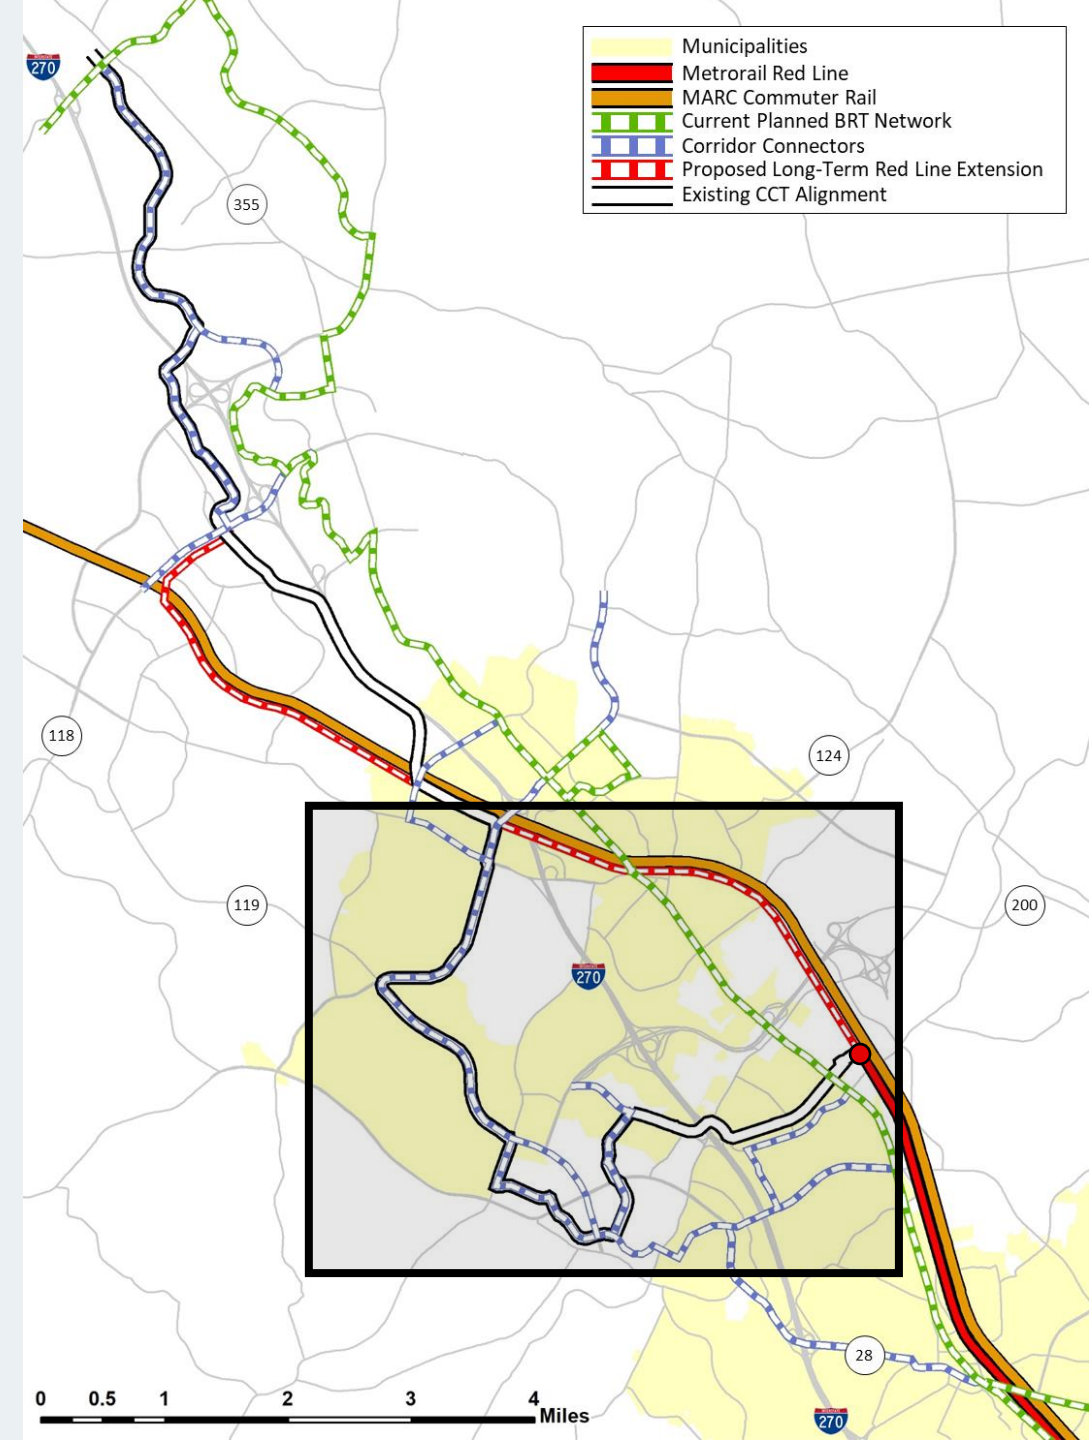 Municipalities
Metrorail Red Line
MARC Commuter Rail
Current Planned BRT Network
Corridor Connectors
Proposed Long-Term Red Line Extension
Existing CCT Alignment
270
355
118
124
119
200
270
28
270
0 0.5 1 2 3 4
Miles